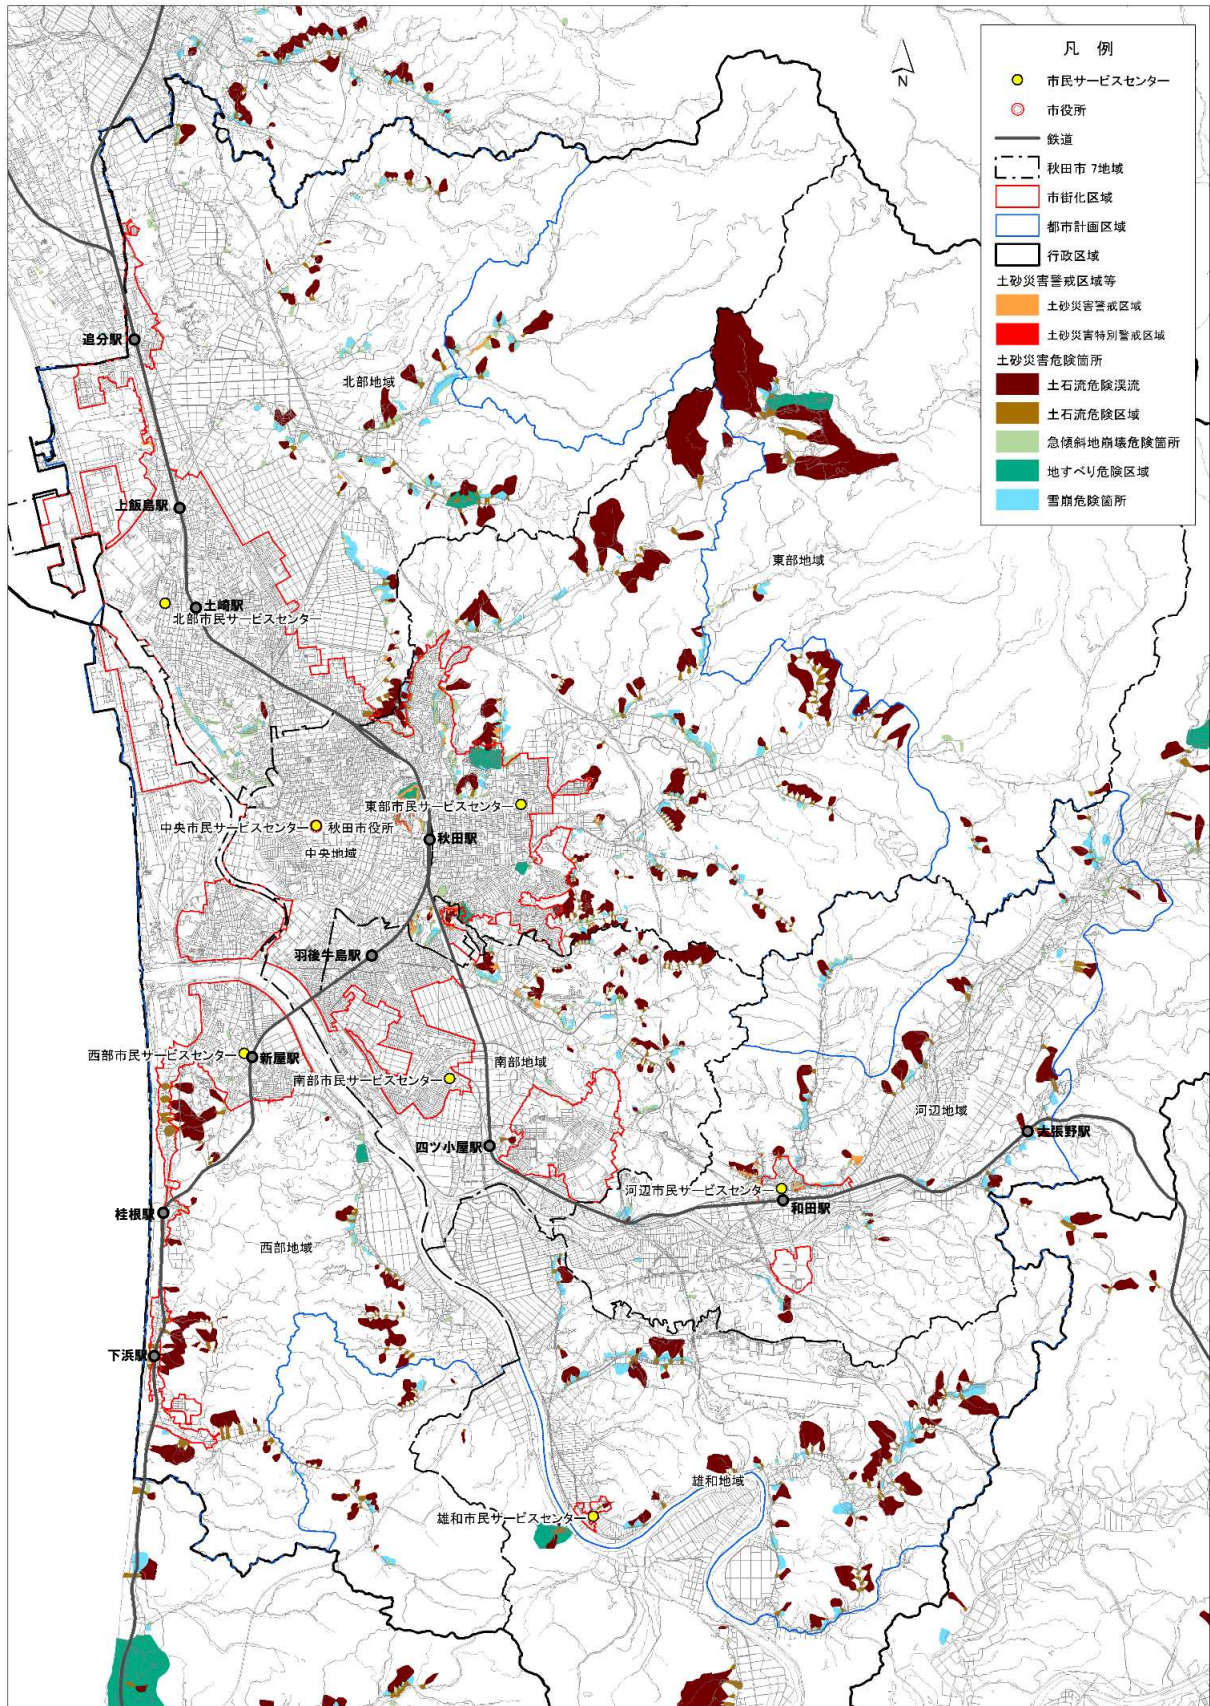 凡 例
市民サービスセンター
市役所
鉄道
秋田市 7地域
市街化区域
都市計画区域
行政区域
土砂災害警戒区域等
土砂災害警戒区域
土砂災害特別警戒区域
土砂災害危険箇所
土石流危険渓流
土石流危険区域
急傾斜地崩壊危険箇所
地すべり危険区域
雪崩危険箇所
N
追分駅
北部地域
上飯島駅
東部地域
土崎駅
北部市民サービスセンター
東部市民サービスセンター
中央市民サービスセンター
秋田市役所
秋田駅
中央地域
羽後牛島駅
西部市民サービスセンター
新屋駅
南部地域
南部市民サービスセンター
河辺地域
大張野駅
四ツ小屋駅
河辺市民サービスセンター
和田駅
桂根駅
西部地域
下浜駅
雄和地域
雄和市民サービスセンター